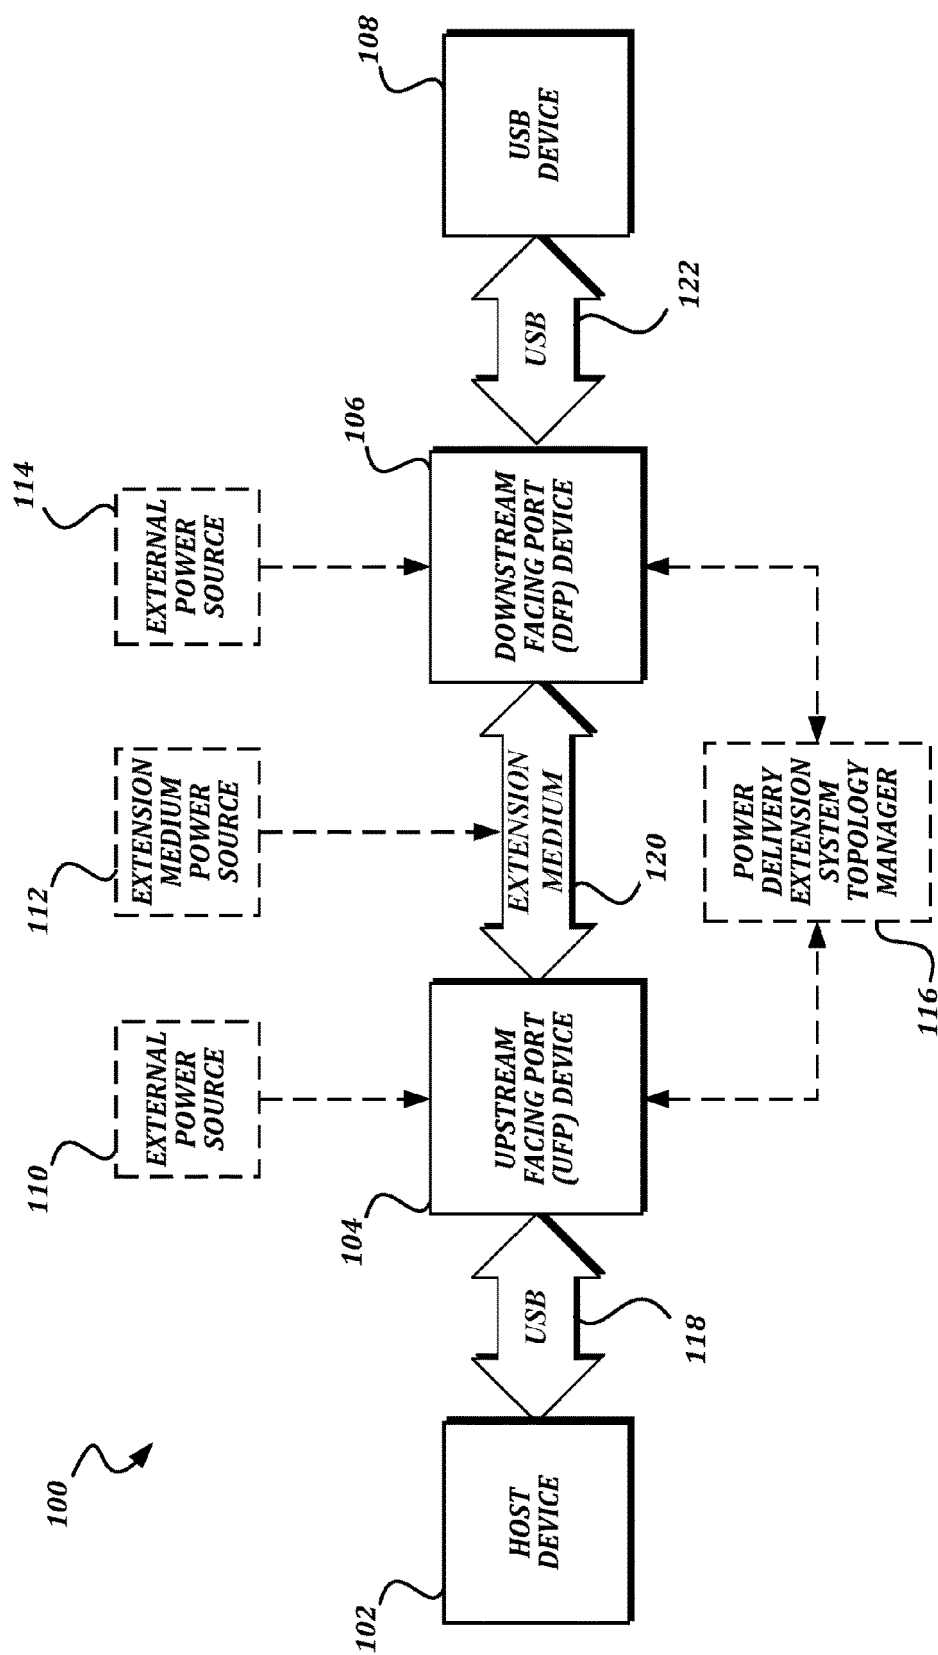 100
110
EXTERNAL
POWER
SOURCE
112
EXTENSION
MEDIUM
POWER
SOURCE
114
EXTERNAL
POWER
SOURCE
102
HOST
DEVICE
USB
118
104
UPSTREAM
FACING PORT
(UFP) DEVICE
EXTENSION
MEDIUM
120
106
DOWNSTREAM
FACING PORT
(DFP) DEVICE
USB
122
108
USB
DEVICE
POWER
DELIVERY
EXTENSION
SYSTEM
TOPOLOGY
MANAGER
116